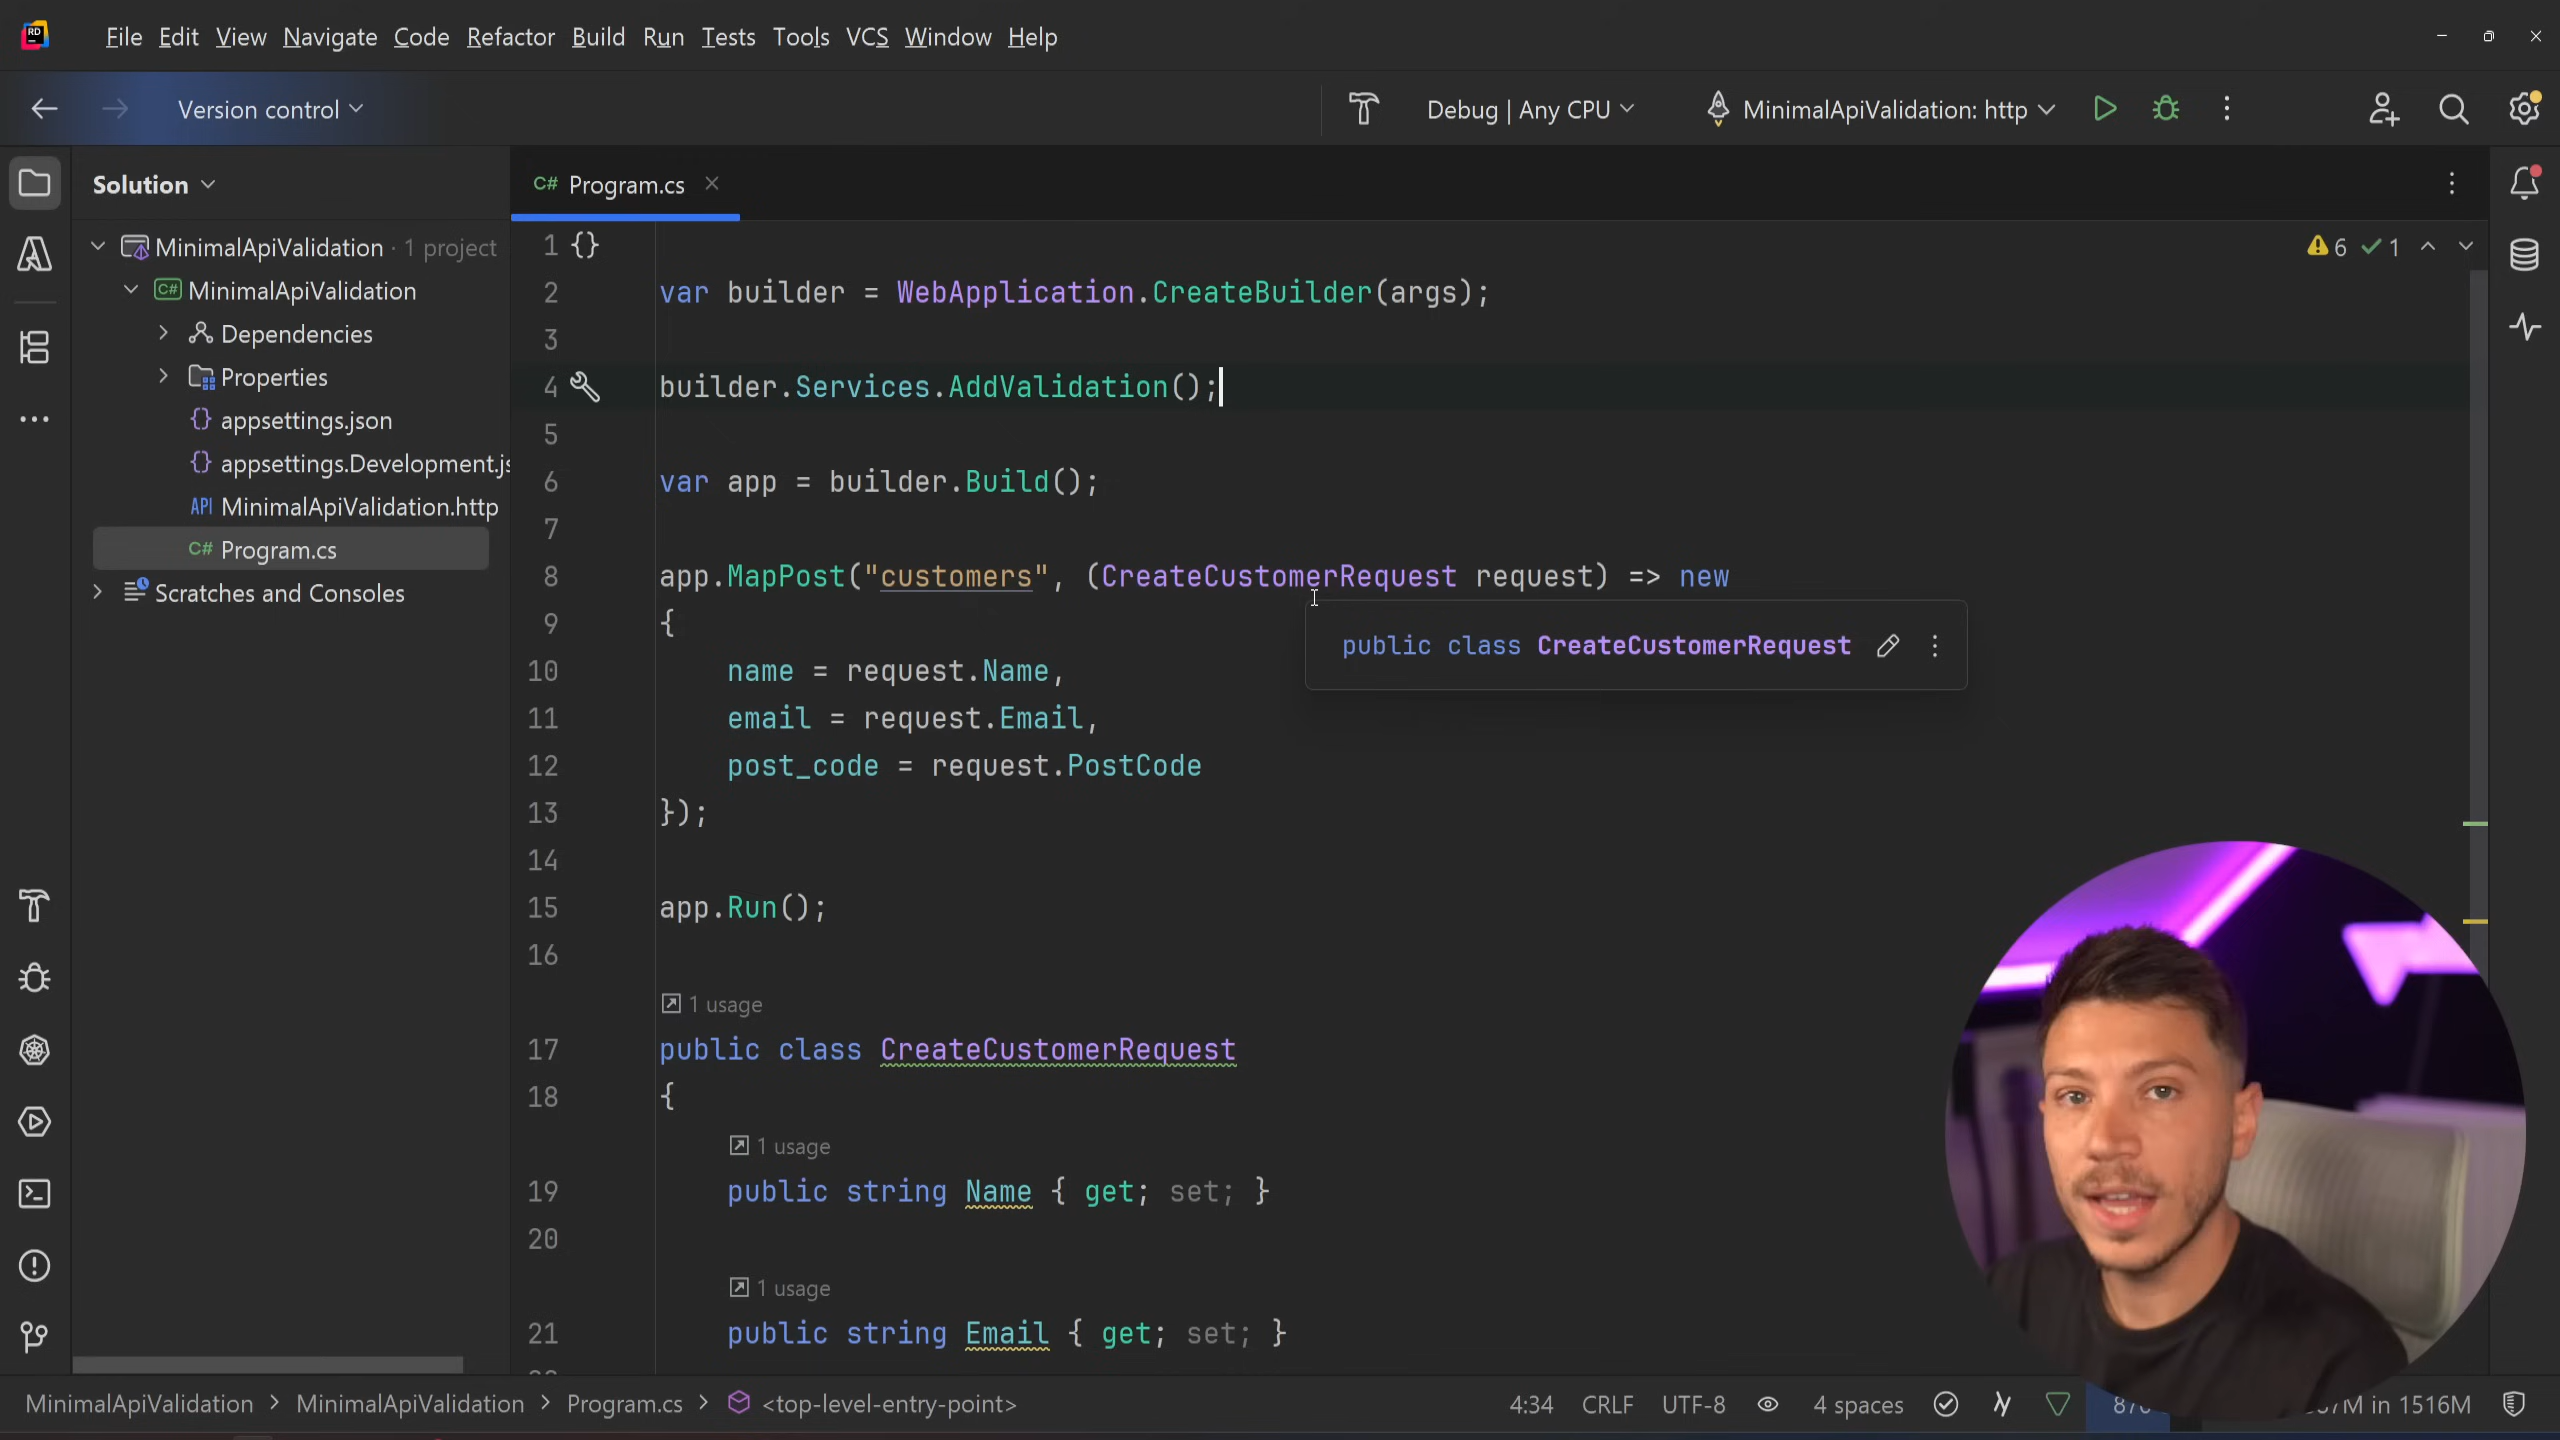 RD
File Edit View Navigate Code Refactor Build Run Tests Tools VCS Window Help
Version control
Debug | Any CPU
MinimalApiValidation: http
Solution
C# Program.cs
MinimalApiValidation · 1 project
C# MinimalApiValidation
Dependencies
Properties
{} appsettings.json
{} appsettings.Development.js
API MinimalApiValidation.http
C# Program.cs
Scratches and Consoles
6 1
1 {}
2 var builder = WebApplication.CreateBuilder(args);
3
4 builder.Services.AddValidation();
5
6 var app = builder.Build();
7
8 app.MapPost("customers", (CreateCustomerRequest request) => new
9 {
public class CreateCustomerRequest
10 name = request.Name,
11 email = request.Email,
12 post_code = request.PostCode
13 });
14
15 app.Run();
16
1 usage
17 public class CreateCustomerRequest
18 {
1 usage
19 public string Name { get; set; }
20
1 usage
21 public string Email { get; set; }
MinimalApiValidation > MinimalApiValidation > Program.cs > <top-level-entry-point>
4:34 CRLF UTF-8 4 spaces in 1516M